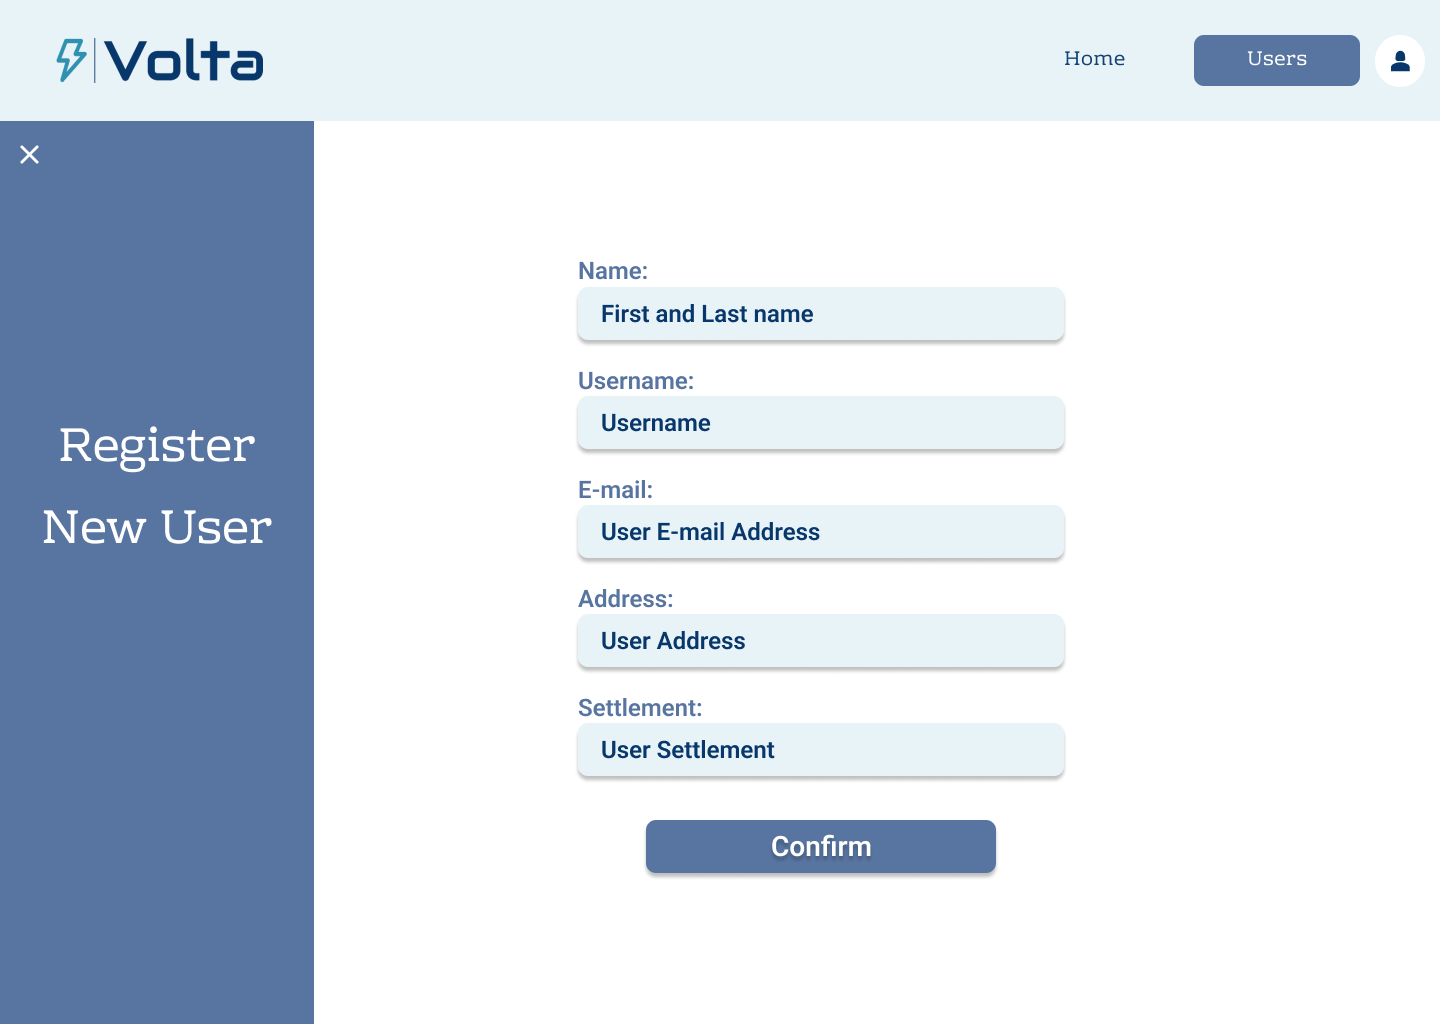 Volta
Home
Users
Register
New User
Name:
First and Last name
Username:
Username
E-mail:
User E-mail Address
Address:
User Address
Settlement:
User Settlement
Confirm